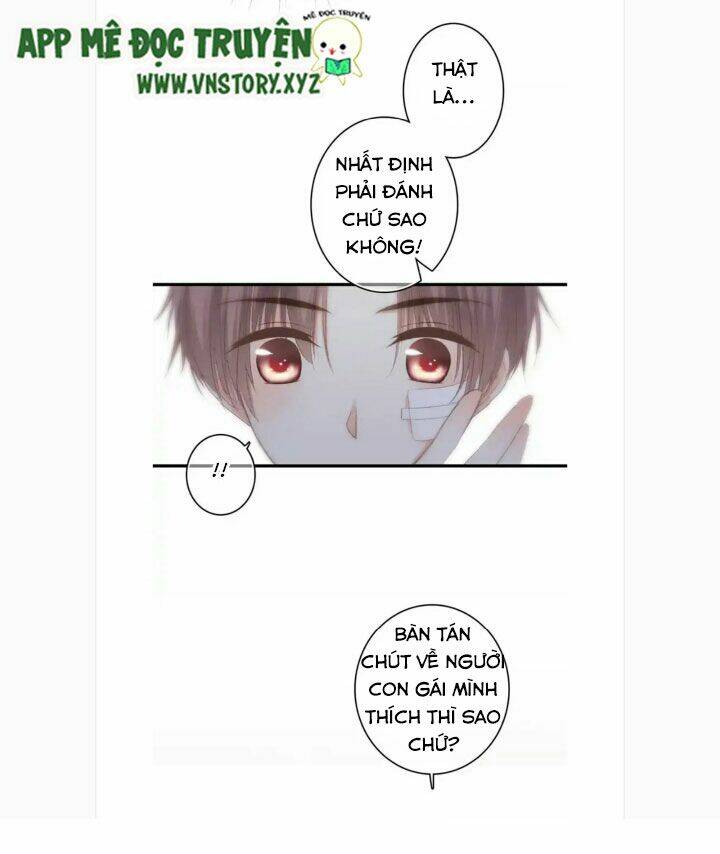 MÊ ĐỌC TRUYỆN
APP MÊ ĐỌC TRUYỆN
WWW.VNSTORY.XYZ
THẬT
LÀ...
NHẤT ĐỊNH
PHẢI ĐÁNH
CHỨ SAO
KHÔNG!
!!
BÀN TÁN
CHÚT VỀ NGƯỜI
CON GÁI MÌNH
THÍCH THÌ SAO
CHỨ?